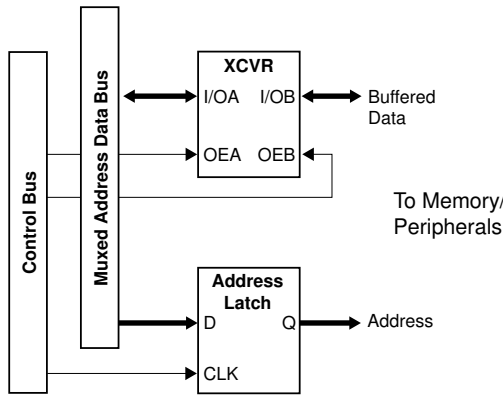 Control Bus
Muxed Address Data Bus
XCVR
I/OA I/OB
OEA OEB
Buffered
Data
To Memory/
Peripherals
Address
Latch
D Q
CLK
Address